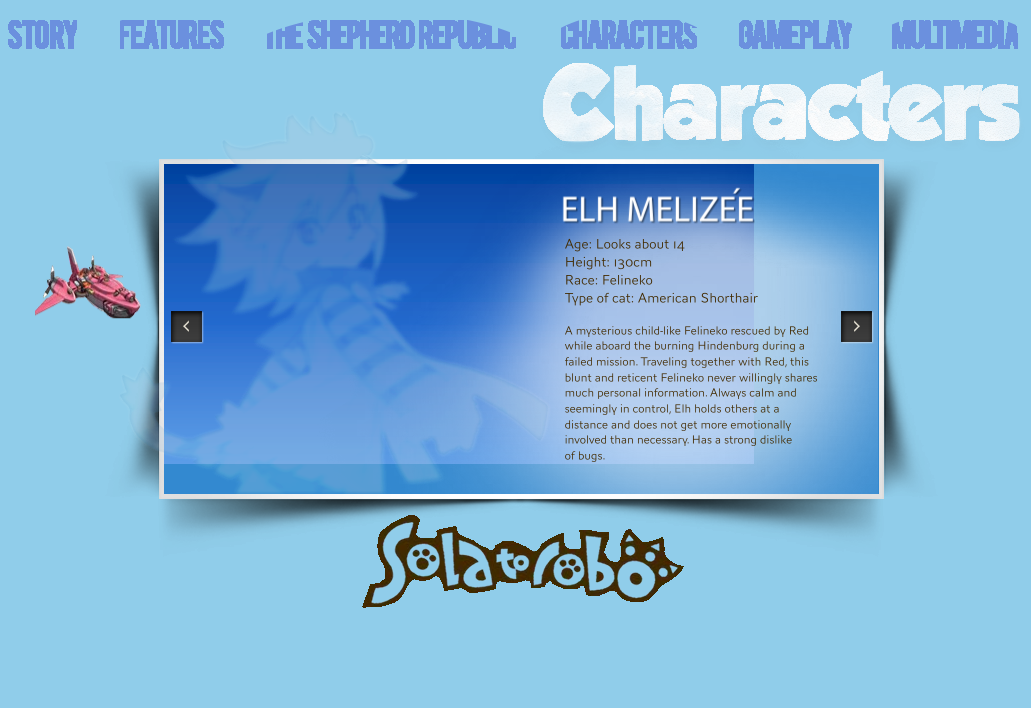 STORY FEATURES THE SHEPHERD REPUBLIC CHARACTERS GAMEPLAY MULTIMEDIA
Characters
ELH MELIZÉE
Age: Looks about 14
Height: 130cm
Race: Felineko
Type of cat: American Shorthair
A mysterious child-like Felineko rescued by Red
while aboard the burning Hindenburg during a
failed mission. Traveling together with Red, this
blunt and reticent Felineko never willingly shares
much personal information. Always calm and
seemingly in control, Elh holds others at a
distance and does not get more emotionally
involved than necessary. Has a strong dislike
of bugs.
Solatorobo